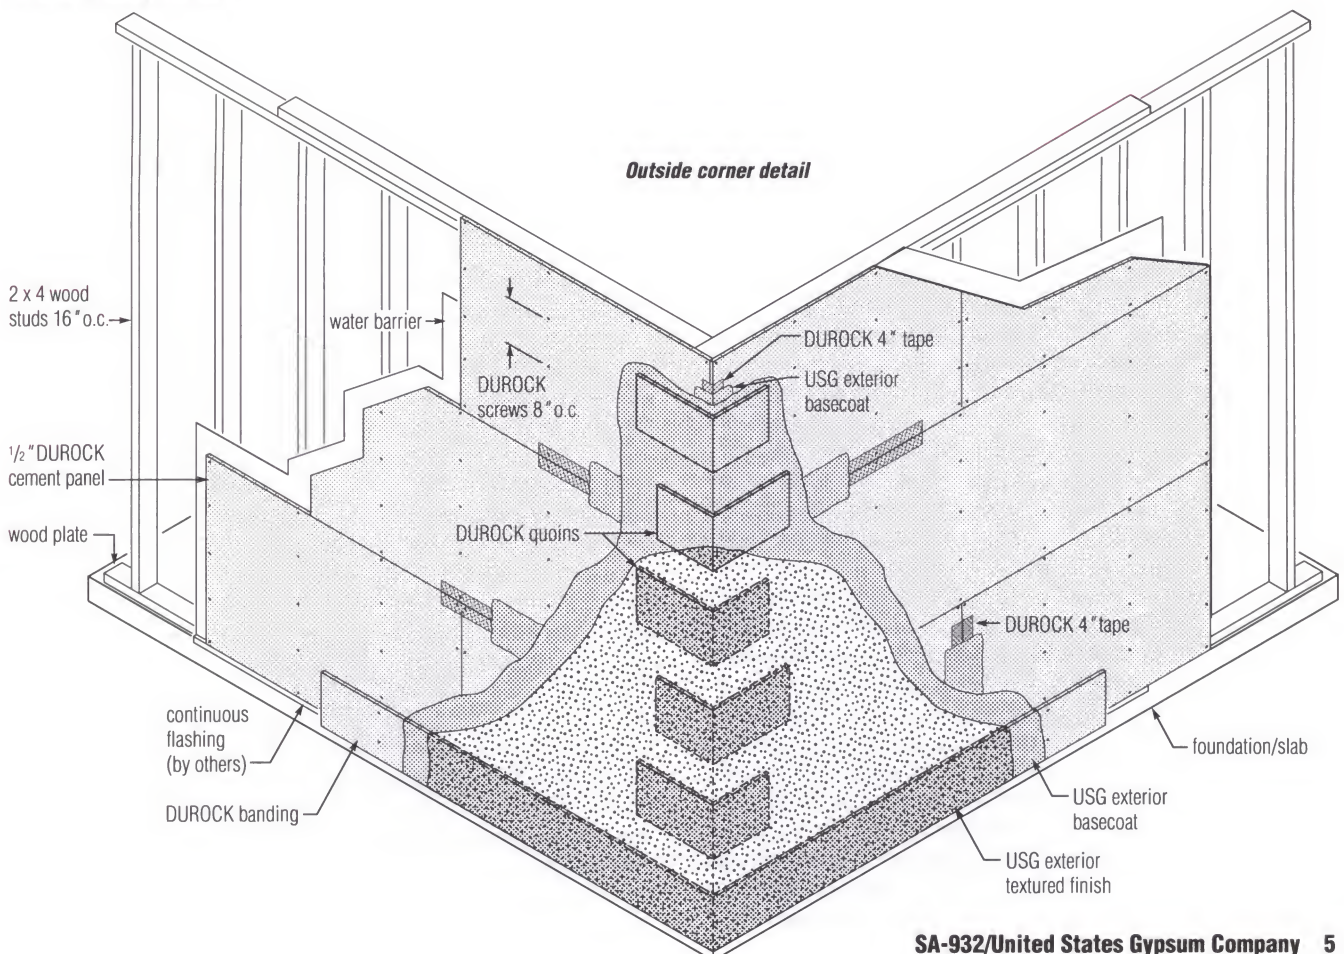 Outside corner detail
2 x 4 wood
studs 16" o.c.
water barrier
DUROCK
screws 8" o.c.
DUROCK 4" tape
USG exterior
basecoat
1/2" DUROCK
cement panel
wood plate
DUROCK quoins
DUROCK 4" tape
continuous
flashing
(by others)
DUROCK banding
foundation/slab
USG exterior
basecoat
USG exterior
textured finish
SA-932/United States Gypsum Company 5